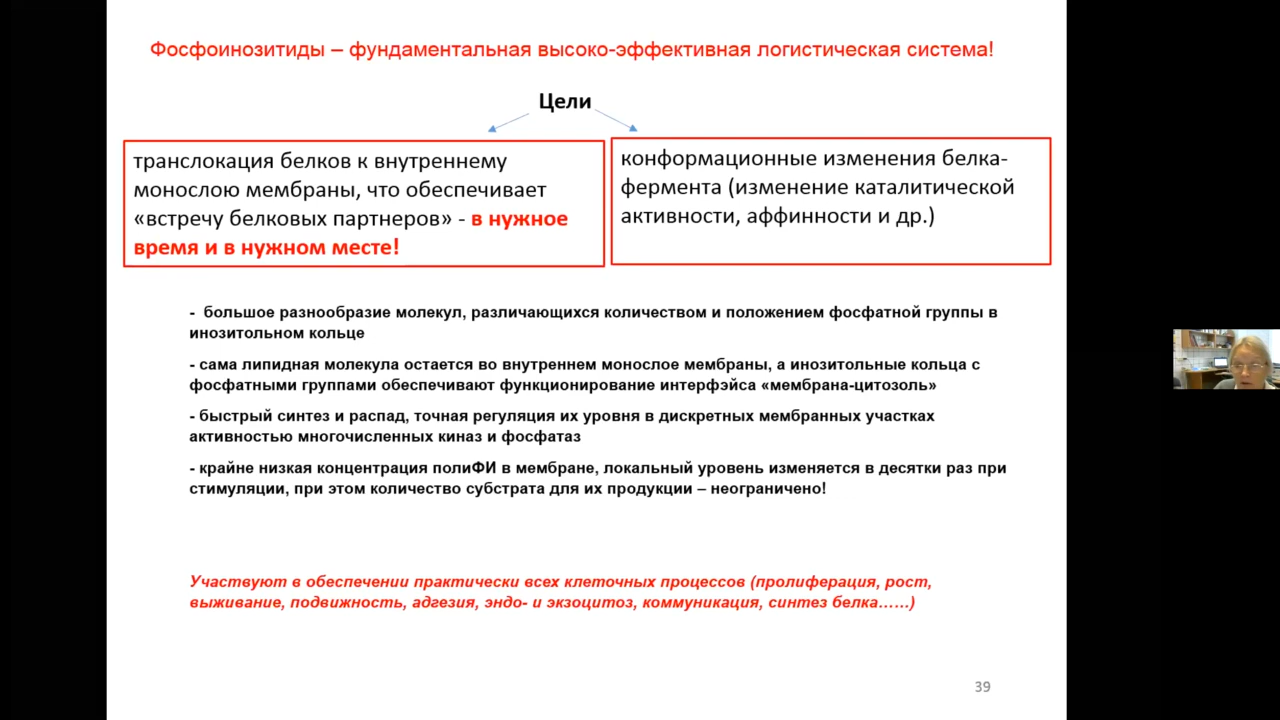 Фосфоинозитиды – фундаментальная высоко-эффективная логистическая система!
Цели
транслокация белков к внутреннему
монослою мембраны, что обеспечивает
«встречу белковых партнеров» - в нужное
время и в нужном месте!
конформационные изменения белка-
фермента (изменение каталитической
активности, аффинности и др.)
- большое разнообразие молекул, различающихся количеством и положением фосфатной группы в
инозитольном кольце
- сама липидная молекула остается во внутреннем монослое мембраны, а инозитольные кольца с
фосфатными группами обеспечивают функционирование интерфэйса «мембрана-цитозоль»
- быстрый синтез и распад, точная регуляция их уровня в дискретных мембранных участках
активностью многочисленных киназ и фосфатаз
- крайне низкая концентрация полиФИ в мембране, локальный уровень изменяется в десятки раз при
стимуляции, при этом количество субстрата для их продукции – неограничено!
Участвуют в обеспечении практически всех клеточных процессов (пролиферация, рост,
выживание, подвижность, адгезия, эндо- и экзоцитоз, коммуникация, синтез белка……)
39